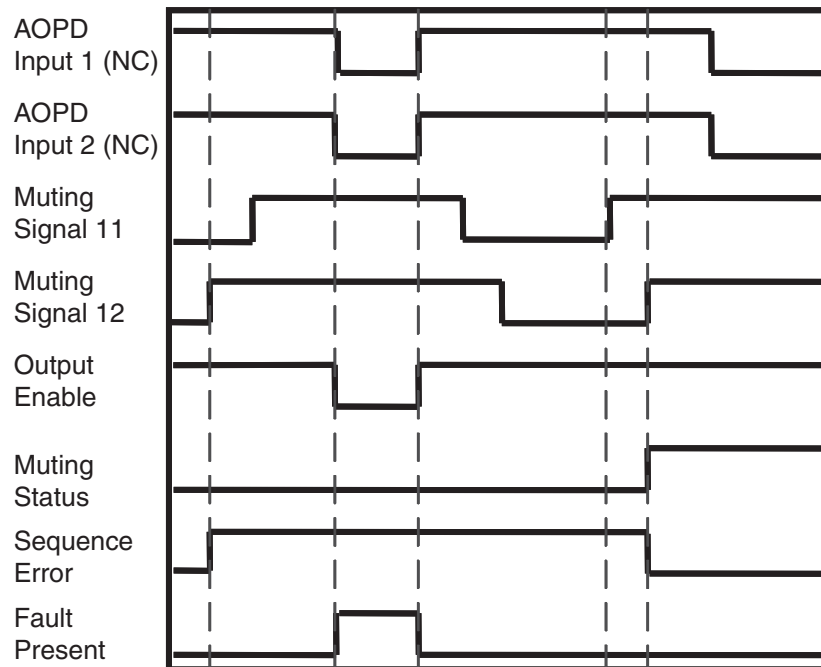 AOPD
Input 1 (NC)
AOPD
Input 2 (NC)
Muting
Signal 11
Muting
Signal 12
Output
Enable
Muting
Status
Sequence
Error
Fault
Present